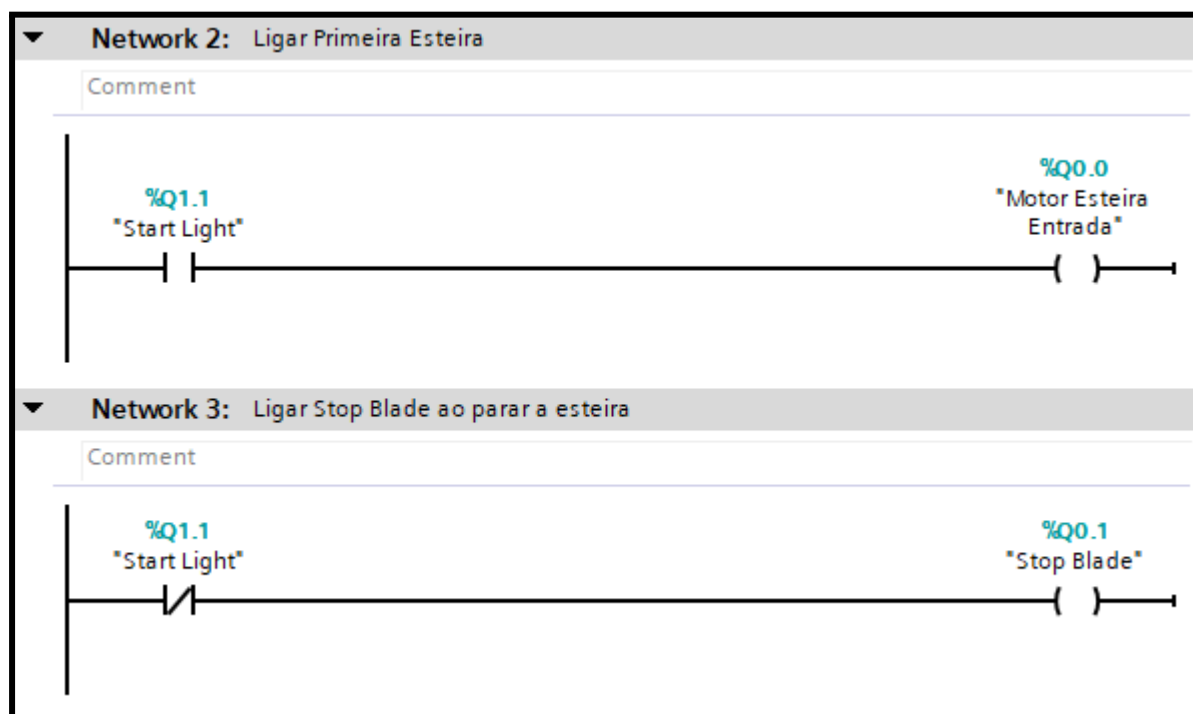 Network 2: Ligar Primeira Esteira
Comment
%Q0.0
"Motor Esteira
Entrada"
%Q1.1
"Start Light"
Network 3: Ligar Stop Blade ao parar a esteira
Comment
%Q1.1
"Start Light"
%Q0.1
"Stop Blade"